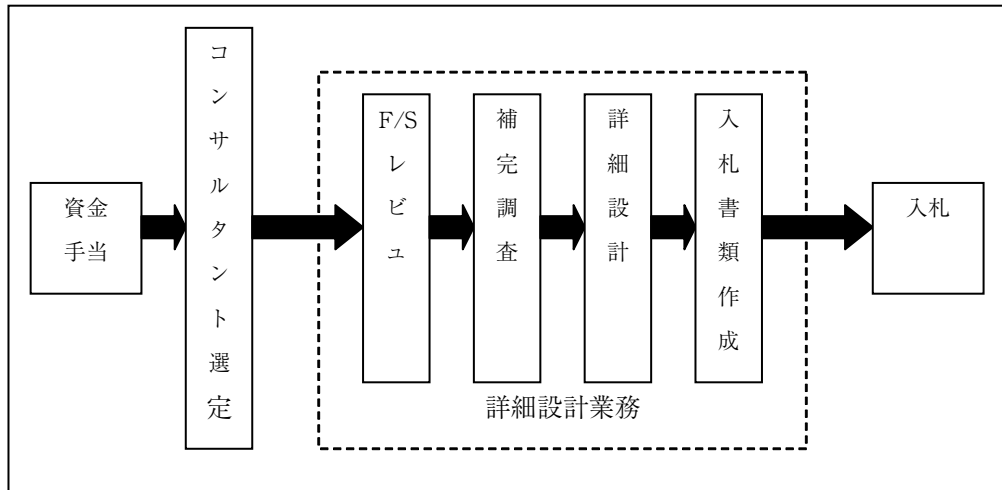 資金
手当
コンサルタント選定
F/S
レビュ
補完調査
詳細設計
入札書類作成
入札
詳細設計業務